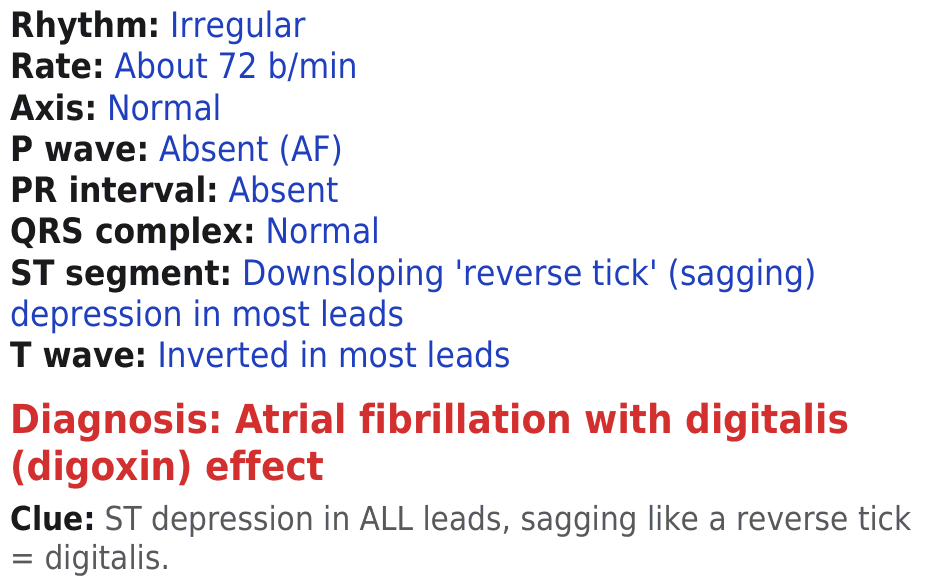 Rhythm: Irregular
Rate: About 72 b/min
Axis: Normal
P wave: Absent (AF)
PR interval: Absent
QRS complex: Normal
ST segment: Downsloping 'reverse tick' (sagging)
depression in most leads
T wave: Inverted in most leads
Diagnosis: Atrial fibrillation with digitalis
(digoxin) effect
Clue: ST depression in ALL leads, sagging like a reverse tick
= digitalis.